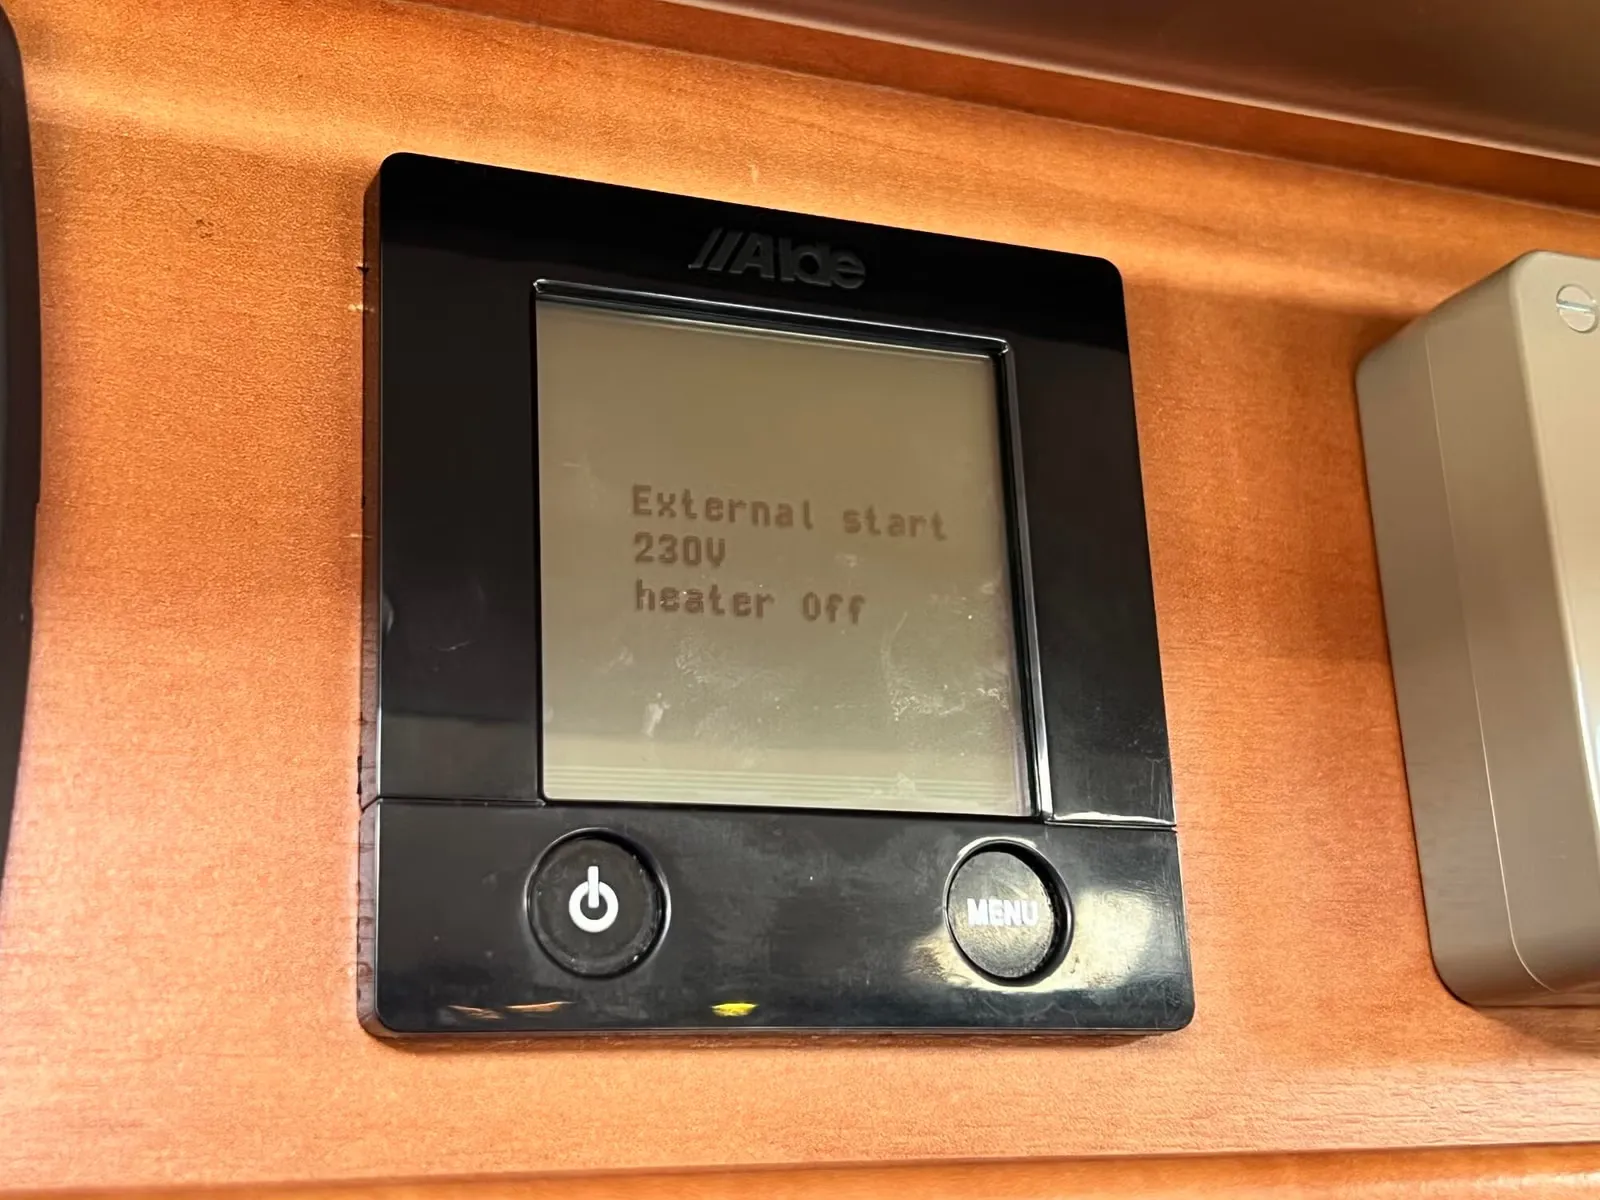 Alde
External start
230V
heater Off
MENU